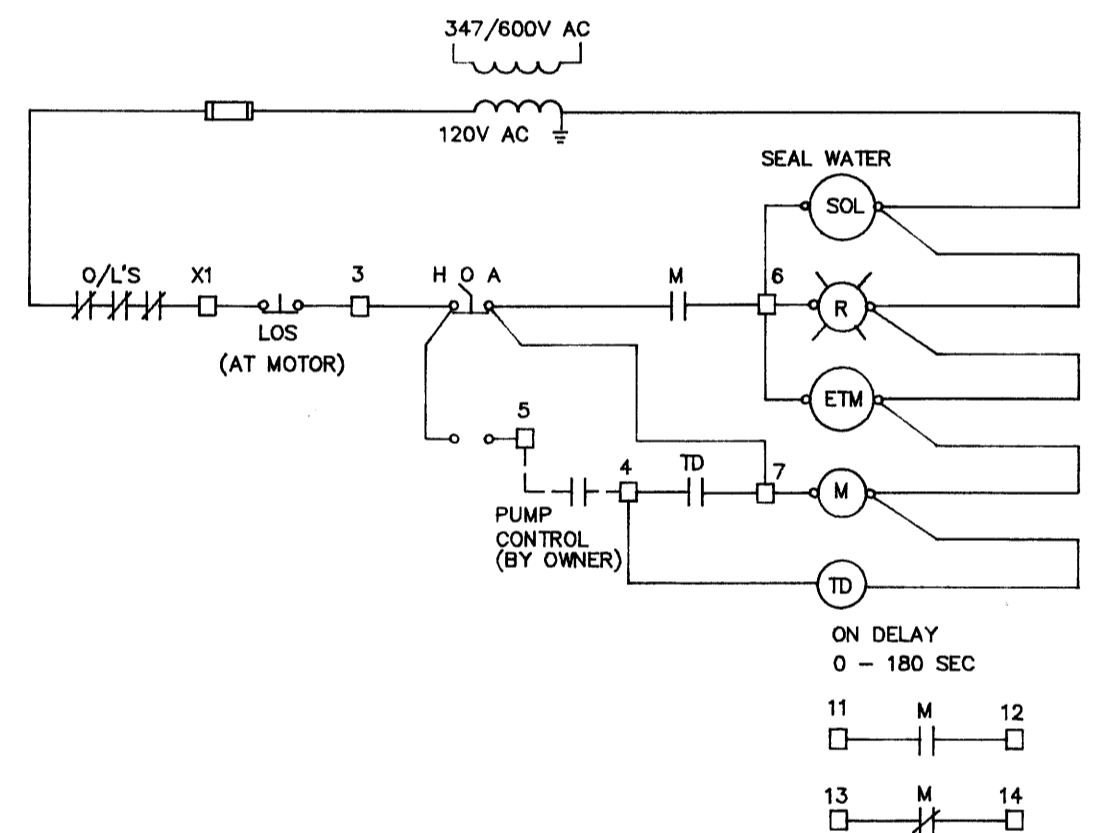 347/600V AC
120V AC
SEAL WATER
SOL
O/L'S
X1
3
H O A
M
6
LOS
(AT MOTOR)
R
ETM
5
4
TD
7
M
PUMP
CONTROL
(BY OWNER)
TD
ON DELAY
0 - 180 SEC
11
M
12
13
M
14